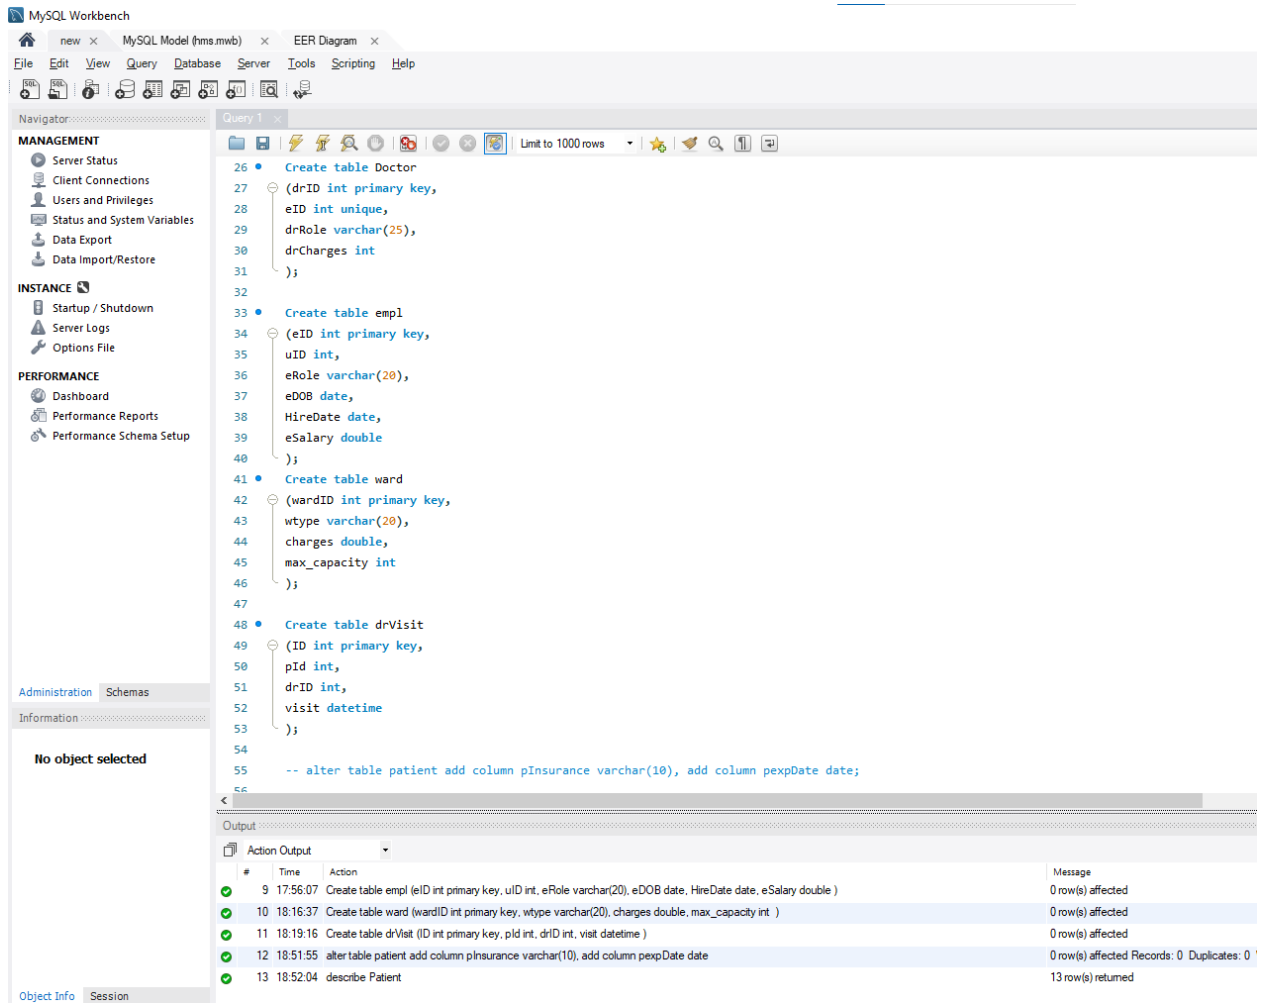 MySQL Workbench
new
MySQL Model (hms.mwb)
EER Diagram
File Edit View Query Database Server Tools Scripting Help
Navigator
MANAGEMENT
Server Status
Client Connections
Users and Privileges
Status and System Variables
Data Export
Data Import/Restore
INSTANCE
Startup / Shutdown
Server Logs
Options File
PERFORMANCE
Dashboard
Performance Reports
Performance Schema Setup
Administration Schemas
Information
No object selected
Object Info Session
Query 1
Limit to 1000 rows
26 Create table Doctor
27 (drID int primary key,
28 eID int unique,
29 drRole varchar(25),
30 drCharges int
31 );
32
33 Create table empl
34 (eID int primary key,
35 uID int,
36 eRole varchar(20),
37 eDOB date,
38 HireDate date,
39 eSalary double
40 );
41 Create table ward
42 (wardID int primary key,
43 wtype varchar(20),
44 charges double,
45 max_capacity int
46 );
47
48 Create table drVisit
49 (ID int primary key,
50 pId int,
51 drID int,
52 visit datetime
53 );
54
55 -- alter table patient add column pInsurance varchar(10), add column pexpDate date;
56
Output
Action Output
# Time Action Message
9 17:56:07 Create table empl (eID int primary key, uID int, eRole varchar(20), eDOB date, HireDate date, eSalary double ) 0 row(s) affected
10 18:16:37 Create table ward (wardID int primary key, wtype varchar(20), charges double, max_capacity int ) 0 row(s) affected
11 18:19:16 Create table drVisit (ID int primary key, pId int, drID int, visit datetime ) 0 row(s) affected
12 18:51:55 alter table patient add column pInsurance varchar(10), add column pexpDate date 0 row(s) affected Records: 0 Duplicates: 0
13 18:52:04 describe Patient 13 row(s) returned